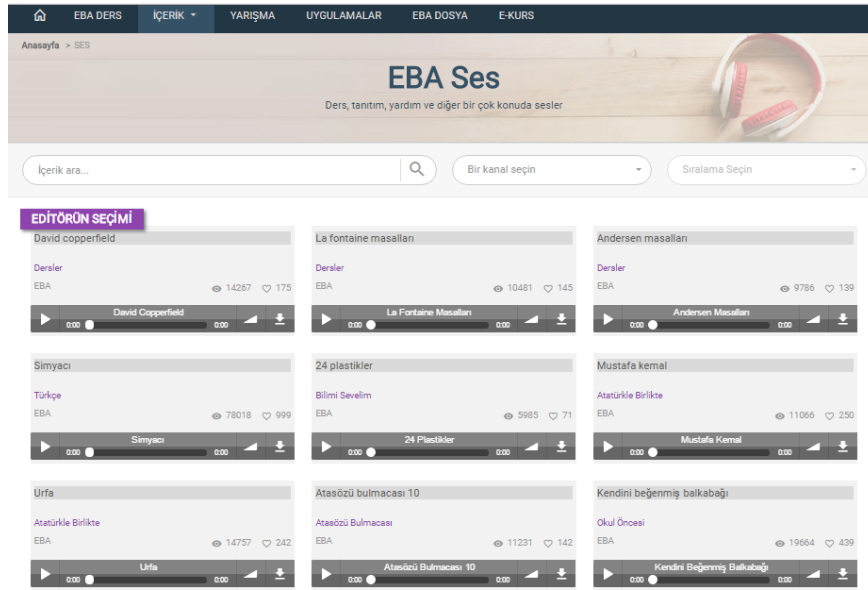 EBA DERS İÇERİK YARIŞMA UYGULAMALAR EBA DOSYA E-KURS
Anasayfa > SES
EBA Ses
Ders, tanıtım, yardım ve diğer bir çok konuda sesler
İçerik ara... Bir kanal seçin Sıralama Seçin
EDİTÖRÜN SEÇİMİ
David copperfield
Dersler
EBA 14267 175
David Copperfield
0:00 0:00
La fontaine masalları
Dersler
EBA 10481 145
La Fontaine Masalları
0:00 0:00
Andersen masalları
Dersler
EBA 9786 139
Andersen Masalları
0:00 0:00
Simyacı
Türkçe
EBA 78018 999
Simyacı
0:00 0:00
24 plastikler
Bilimi Sevelim
EBA 5985 71
24 Plastikler
0:00 0:00
Mustafa kemal
Atatürkle Birlikte
EBA 11066 250
Mustafa Kemal
0:00 0:00
Urfa
Atatürkle Birlikte
EBA 14757 242
Urfa
0:00 0:00
Atasözü bulmacası 10
Atasözü Bulmacası
EBA 11231 142
Atasözü Bulmacası 10
0:00 0:00
Kendini beğenmiş balkabağı
Okul Öncesi
EBA 19664 439
Kendini Beğenmiş Balkabağı
0:00 0:00